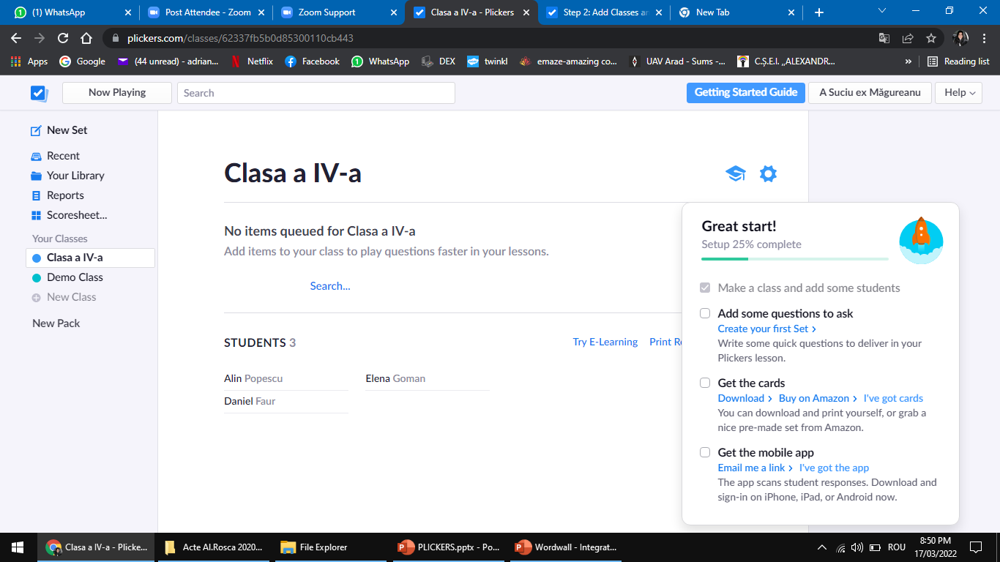 (1) WhatsApp
Post Attendee - Zoom
Zoom Support
Clasa a IV-a - Plickers
Step 2: Add Classes an
New Tab
plickers.com/classes/62337fb5b0d85300110cb443
Apps
Google
(44 unread) - adrian...
Netflix
Facebook
WhatsApp
DEX
twinkl
emaze-amazing co...
UAV Arad - Sums -...
C.Ș.E.I. „ALEXANDR...
»
Reading list
Now Playing
Search
Getting Started Guide
A Suciu ex Măgureanu
Help
New Set
Recent
Your Library
Reports
Scoresheet...
Your Classes
Clasa a IV-a
Demo Class
New Class
New Pack
Clasa a IV-a
No items queued for Clasa a IV-a
Add items to your class to play questions faster in your lessons.
Search...
STUDENTS 3
Try E-Learning
Print Re
Alin Popescu
Elena Goman
Daniel Faur
Great start!
Setup 25% complete
Make a class and add some students
Add some questions to ask
Create your first Set ›
Write some quick questions to deliver in your
Plickers lesson.
Get the cards
Download › Buy on Amazon › I've got cards
You can download and print yourself, or grab a
nice pre-made set from Amazon.
Get the mobile app
Email me a link › I've got the app
The app scans student responses. Download and
sign-in on iPhone, iPad, or Android now.
Clasa a IV-a - Plicke...
Acte Al.Rosca 2020...
File Explorer
PLICKERS.pptx - Po...
Wordwall - Integrat...
ROU
8:50 PM
17/03/2022